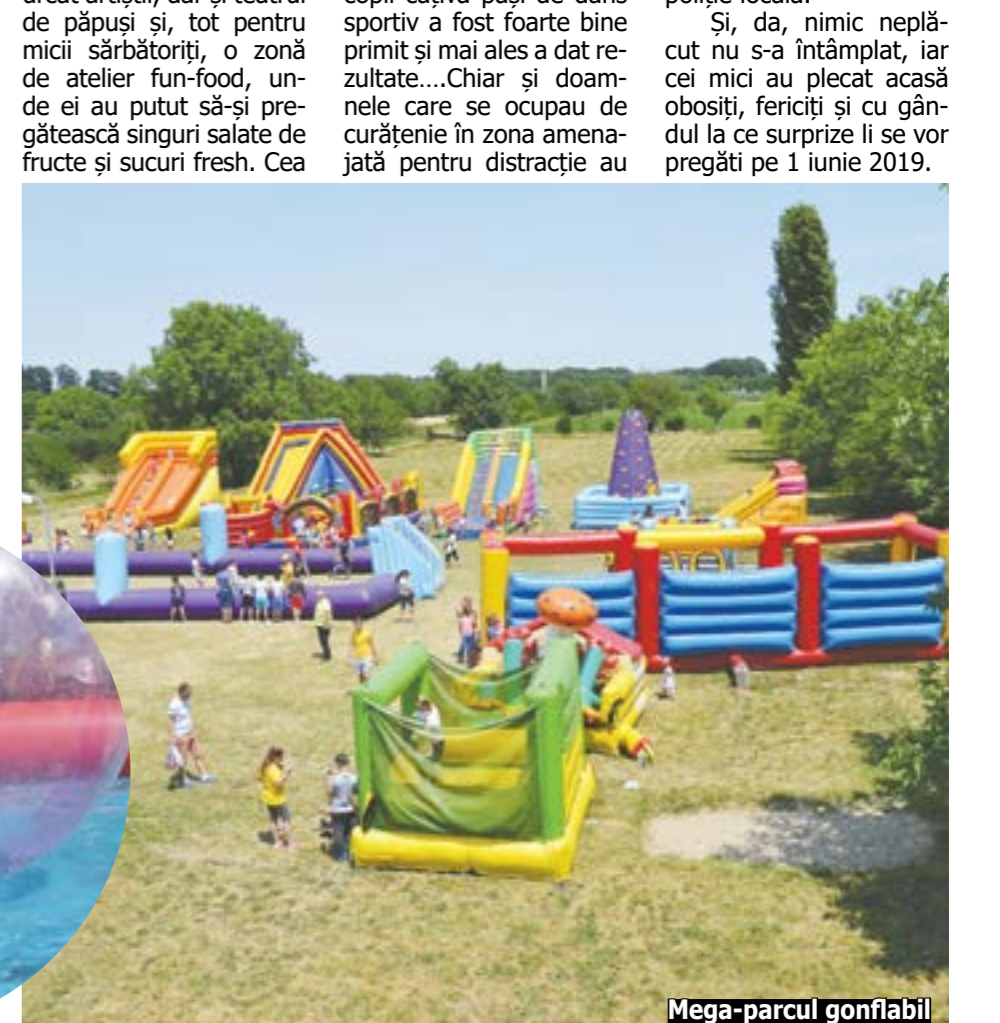 de păpuși și, tot pentru
micii sărbătoriți, o zonă
de atelier fun-food, un-
de ei au putut să-și pre-
gătească singuri salate de
fructe și sucuri fresh. Cea
sportiv a fost foarte bine
primit și mai ales a dat re-
zultate….Chiar și doam-
nele care se ocupau de
curățenie în zona amena-
jată pentru distracție au
Și, da, nimic neplă-
cut nu s-a întâmplat, iar
cei mici au plecat acasă
obosiți, fericiți și cu gân-
dul la ce surprize li se vor
pregăti pe 1 iunie 2019.
Mega-parcul gonflabil